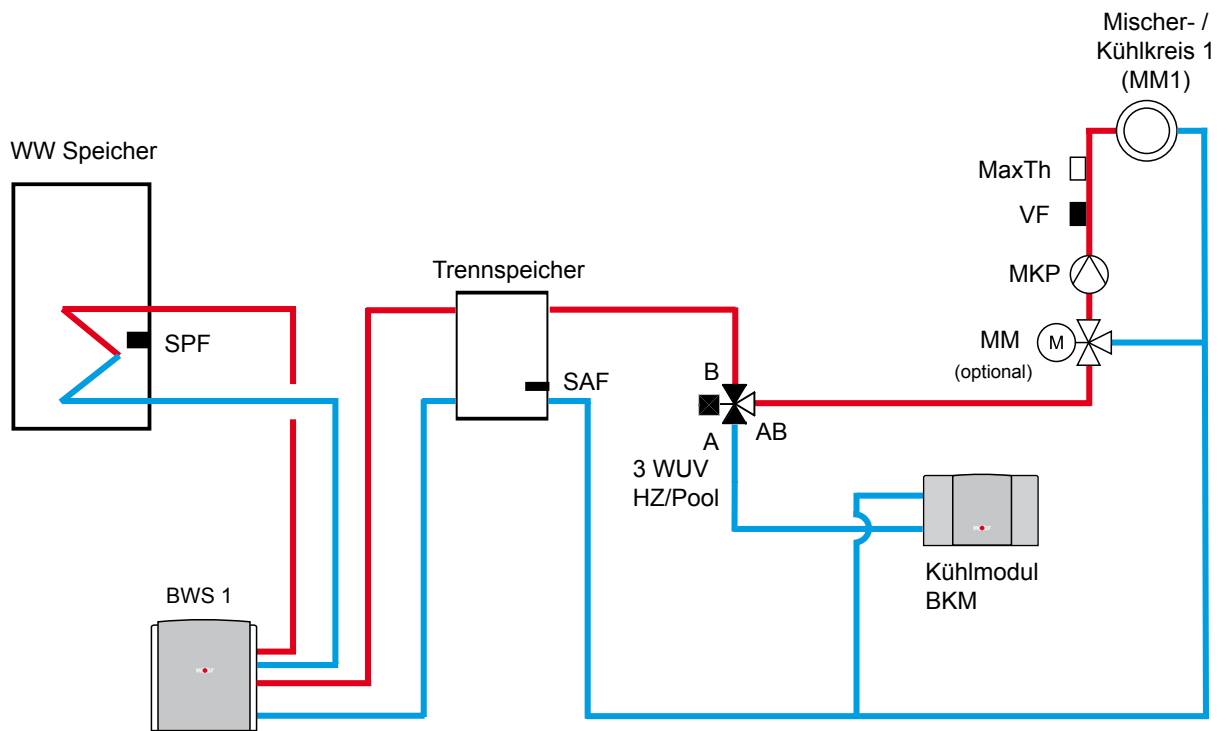 Mischer- /
Kühlkreis 1
(MM1)
WW Speicher
MaxTh
VF
Trennspeicher
MKP
SPF
SAF
MM
M
(optional)
B
A
AB
3 WUV
HZ/Pool
Kühlmodul
BKM
BWS 1